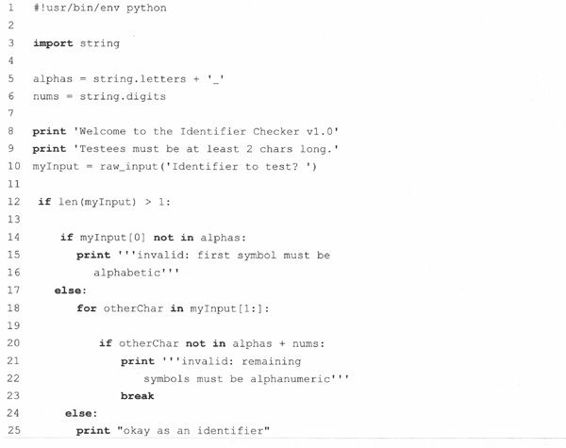 1 #!usr/bin/env python
2
3 import string
4
5 alphas = string.letters + '_'
6 nums = string.digits
7
8 print 'Welcome to the Identifier Checker v1.0'
9 print 'Testees must be at least 2 chars long.'
10 myInput = raw_input('Identifier to test? ')
11
12 if len(myInput) > 1:
13
14 if myInput[0] not in alphas:
15 print '''invalid: first symbol must be
16 alphabetic'''
17 else:
18 for otherChar in myInput[1:]:
19
20 if otherChar not in alphas + nums:
21 print '''invalid: remaining
22 symbols must be alphanumeric'''
23 break
24 else:
25 print "okay as an identifier"